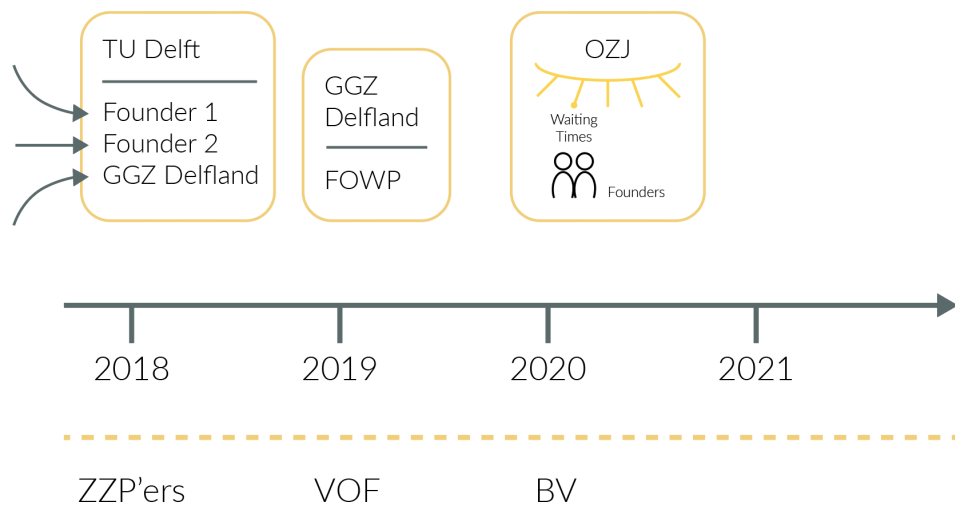 TU Delft
Founder 1
Founder 2
GGZ Delfland
GGZ
Delfland
FOWP
OZJ
Waiting
Times
Founders
2018
2019
2020
2021
ZZP'ers
VOF
BV